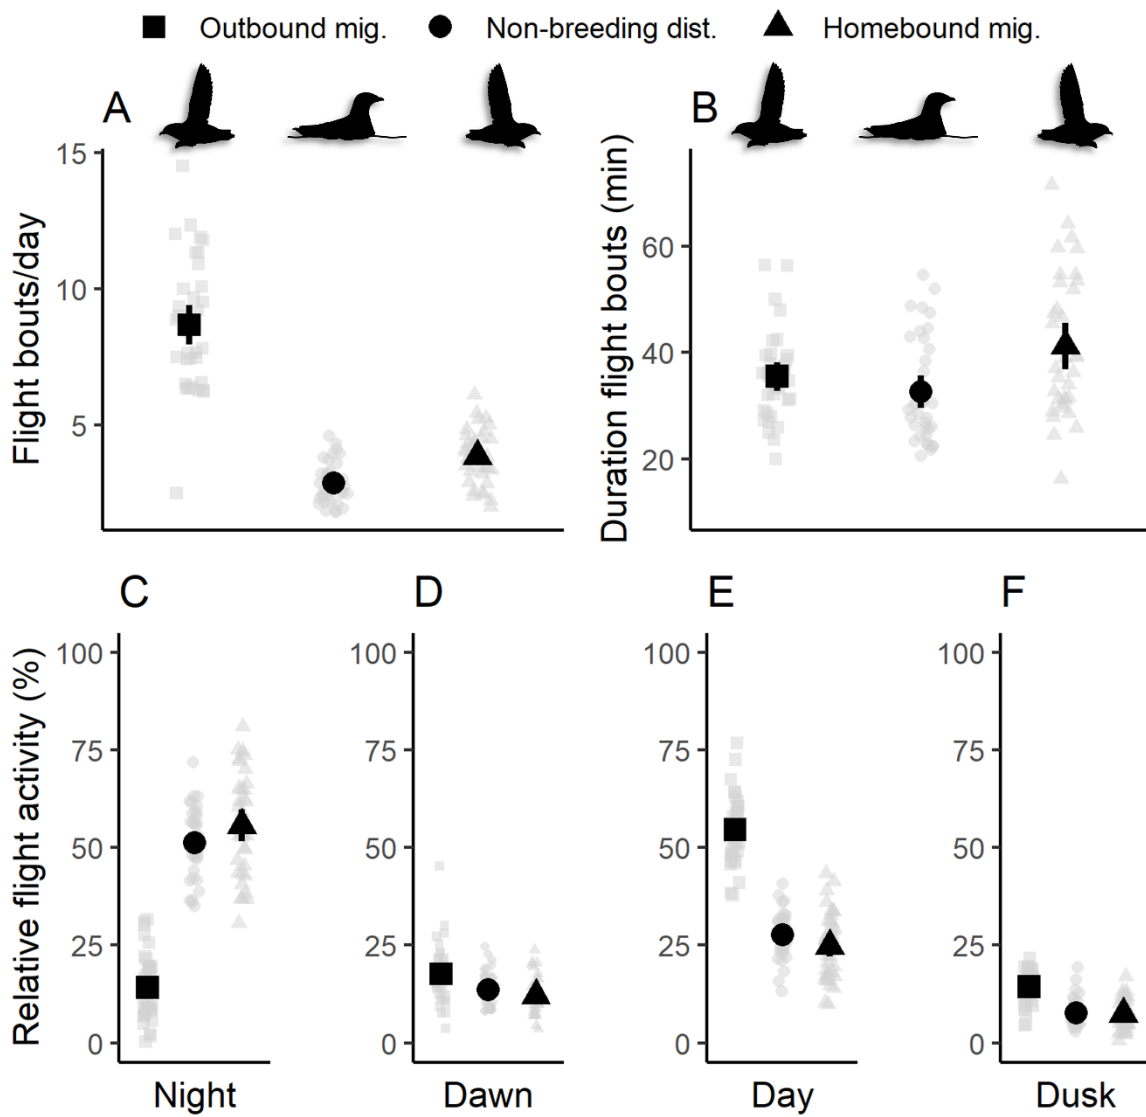 Outbound mig. Non-breeding dist. Homebound mig.
A B
Flight bouts/day
15
10
5
Duration flight bouts (min)
60
40
20
C D E F
Relative flight activity (%)
100 100 100 100
75 75 75 75
50 50 50 50
25 25 25 25
0 0 0 0
Night Dawn Day Dusk